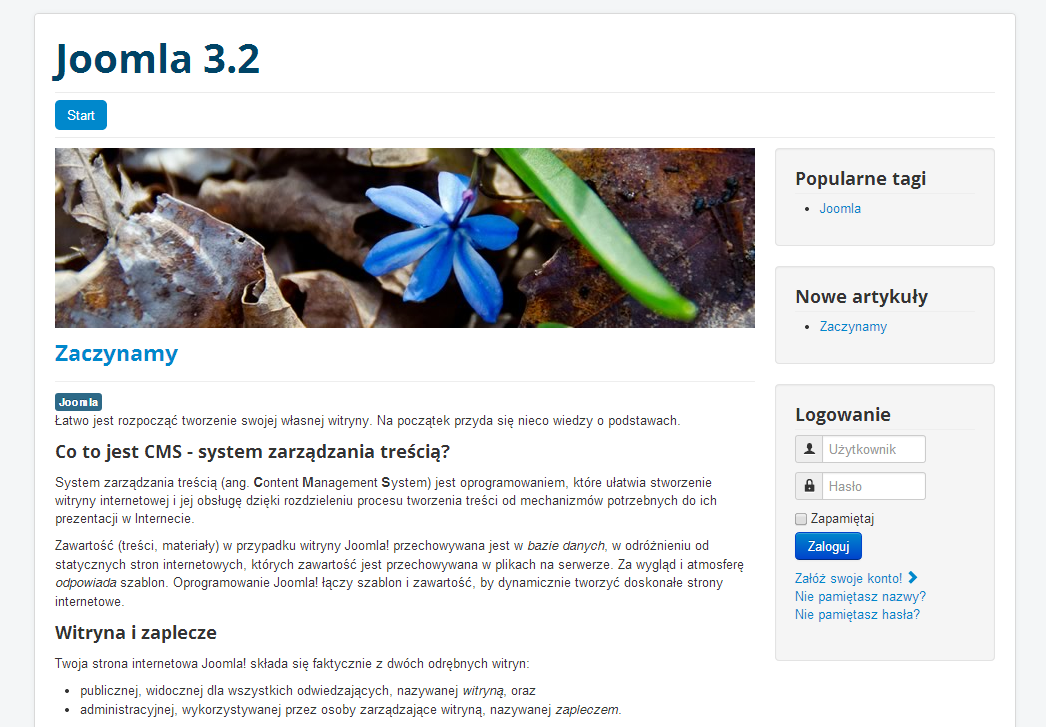 Joomla 3.2
Start
Zaczynamy
Joomla
Łatwo jest rozpocząć tworzenie swojej własnej witryny. Na początek przyda się nieco wiedzy o podstawach.
Co to jest CMS - system zarządzania treścią?
System zarządzania treścią (ang. Content Management System) jest oprogramowaniem, które ułatwia stworzenie
witryny internetowej i jej obsługę dzięki rozdzieleniu procesu tworzenia treści od mechanizmów potrzebnych do ich
prezentacji w Internecie.
Zawartość (treści, materiały) w przypadku witryny Joomla! przechowywana jest w bazie danych, w odróżnieniu od
statycznych stron internetowych, których zawartość jest przechowywana w plikach na serwerze. Za wygląd i atmosferę
odpowiada szablon. Oprogramowanie Joomla! łączy szablon i zawartość, by dynamicznie tworzyć doskonałe strony
internetowe.
Witryna i zaplecze
Twoja strona internetowa Joomla! składa się faktycznie z dwóch odrębnych witryn:
• publicznej, widocznej dla wszystkich odwiedzających, nazywanej witryną, oraz
• administracyjnej, wykorzystywanej przez osoby zarządzające witryną, nazywanej zapleczem.
Popularne tagi
• Joomla
Nowe artykuły
• Zaczynamy
Logowanie
Użytkownik
Hasło
Zapamiętaj
Zaloguj
Załóż swoje konto!
Nie pamiętasz nazwy?
Nie pamiętasz hasła?